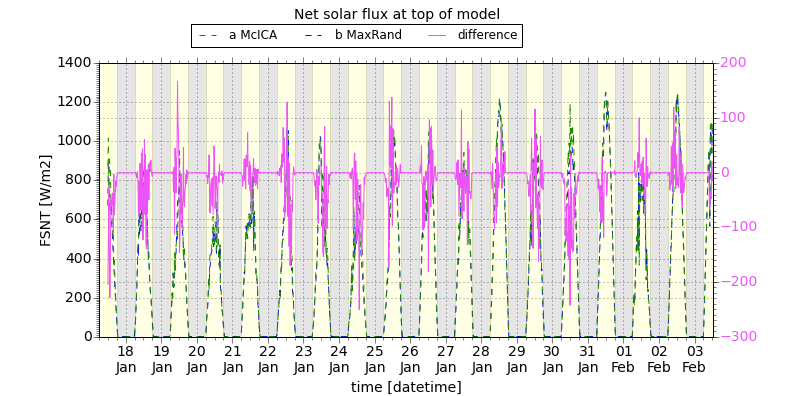 Net solar flux at top of model
a McICA b MaxRand difference
1400 200
1200
100
1000
800 0
600
-100
400
-200
200
0 -300
FSNT [W/m2]
18 19 20 21 22 23 24 25 26 27 28 29 30 31 01 02 03
Jan Jan Jan Jan Jan Jan Jan Jan Jan Jan Jan Jan Jan Jan Feb Feb Feb
time [datetime]